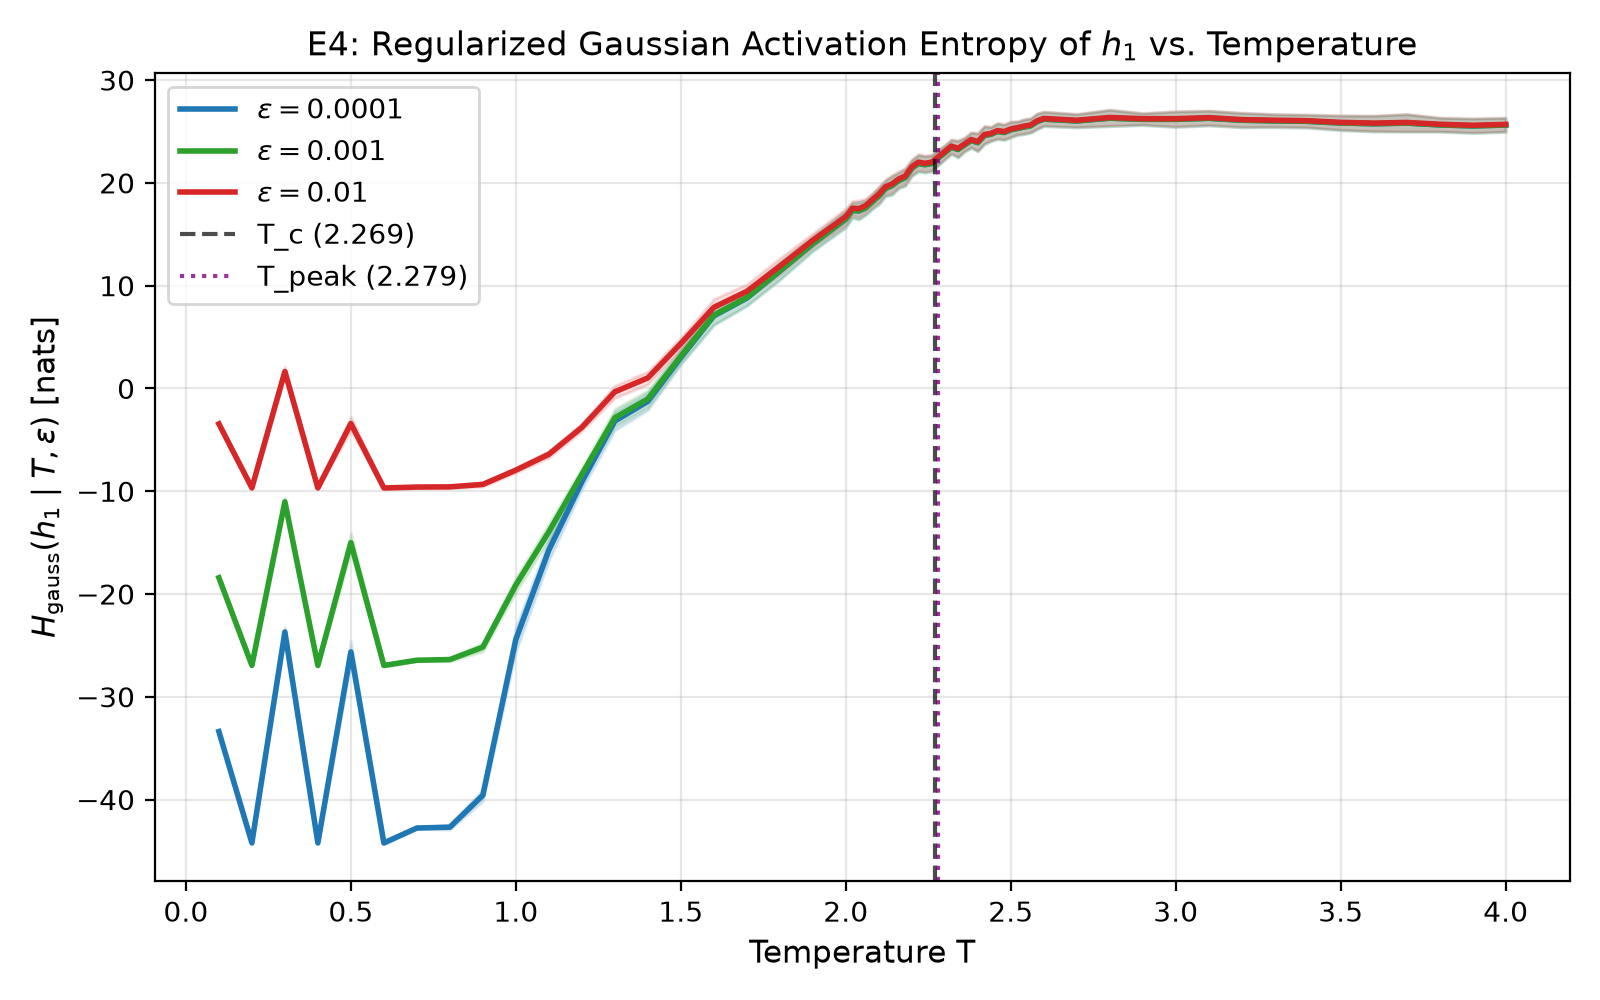 E4: Regularized Gaussian Activation Entropy of h₁ vs. Temperature
ε = 0.0001
ε = 0.001
ε = 0.01
T_c (2.269)
T_peak (2.279)
30
20
10
0
−10
−20
−30
−40
H_gauss(h₁ | T, ε) [nats]
0.0 0.5 1.0 1.5 2.0 2.5 3.0 3.5 4.0
Temperature T